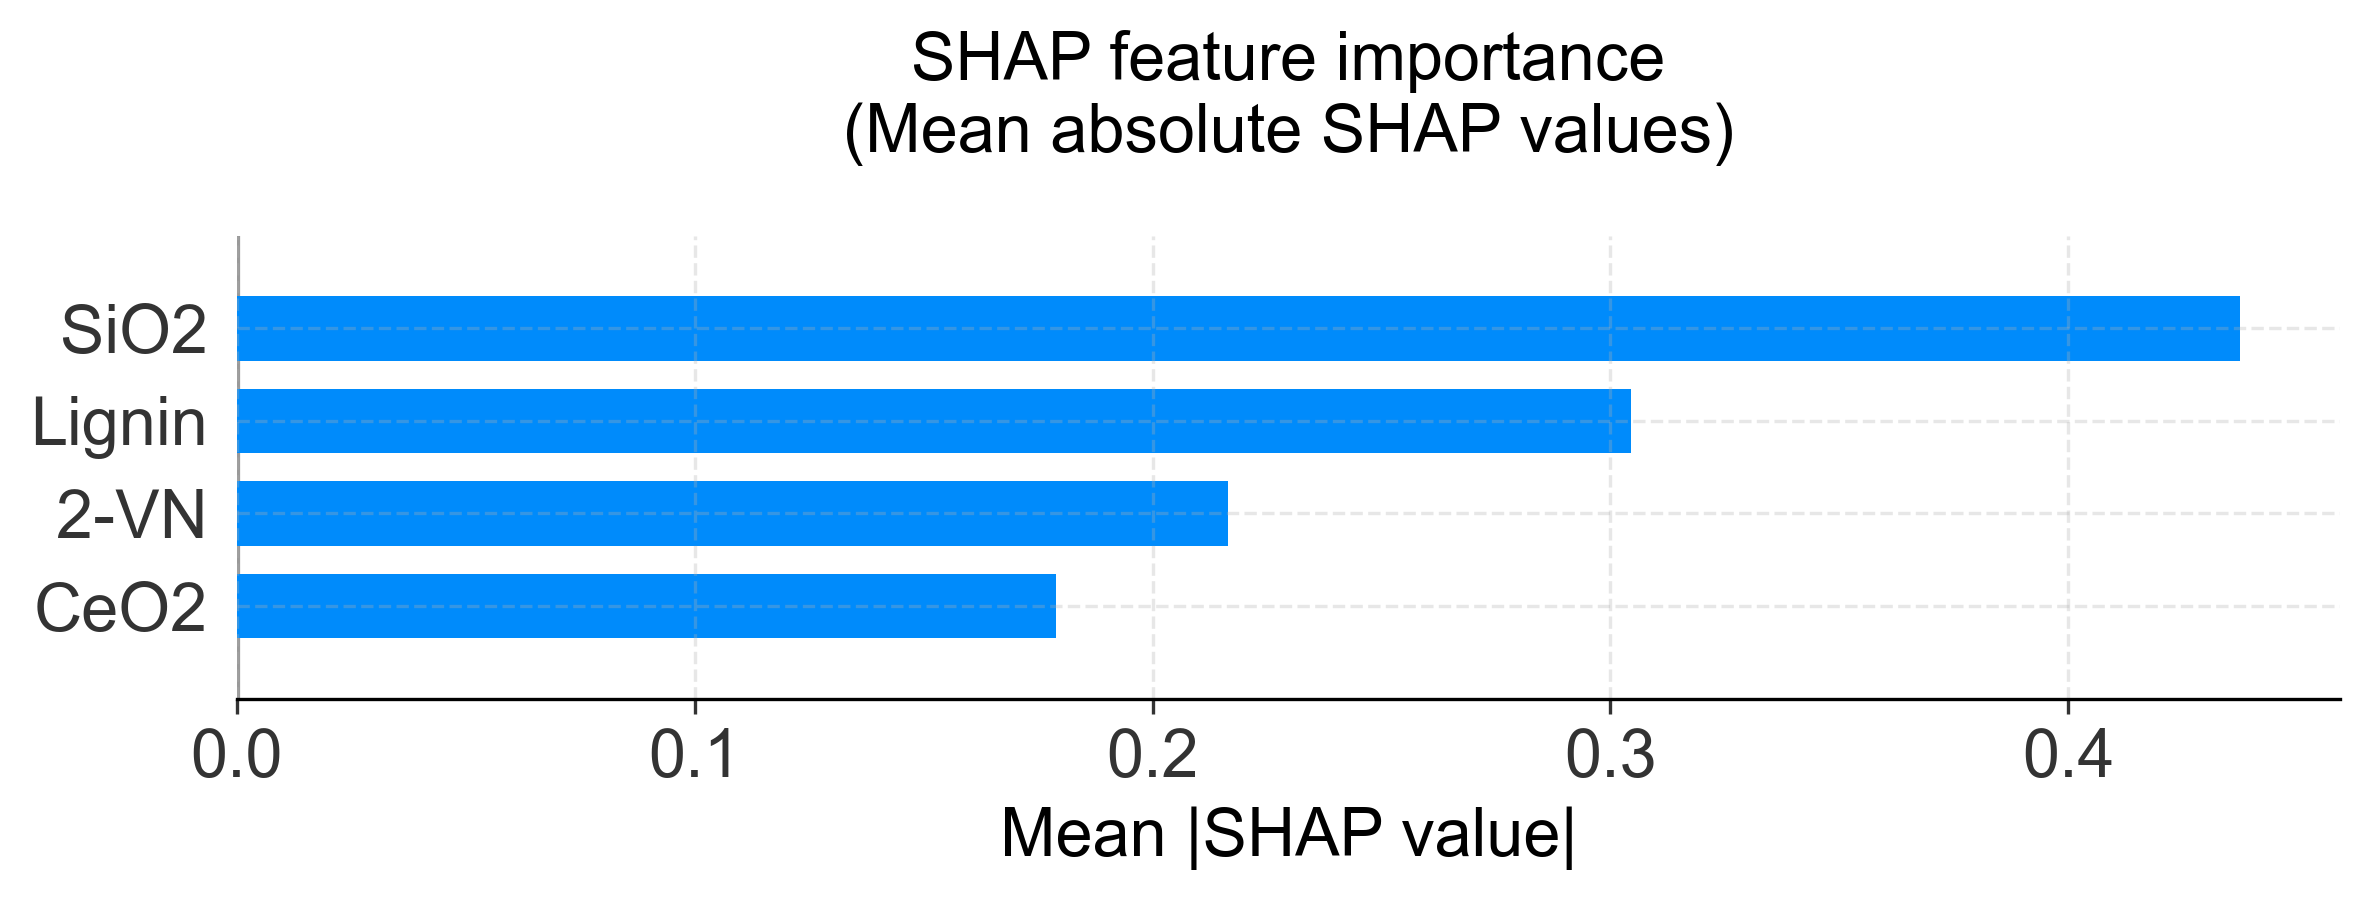 SHAP feature importance
(Mean absolute SHAP values)
SiO2
Lignin
2-VN
CeO2
0.0 0.1 0.2 0.3 0.4
Mean |SHAP value|